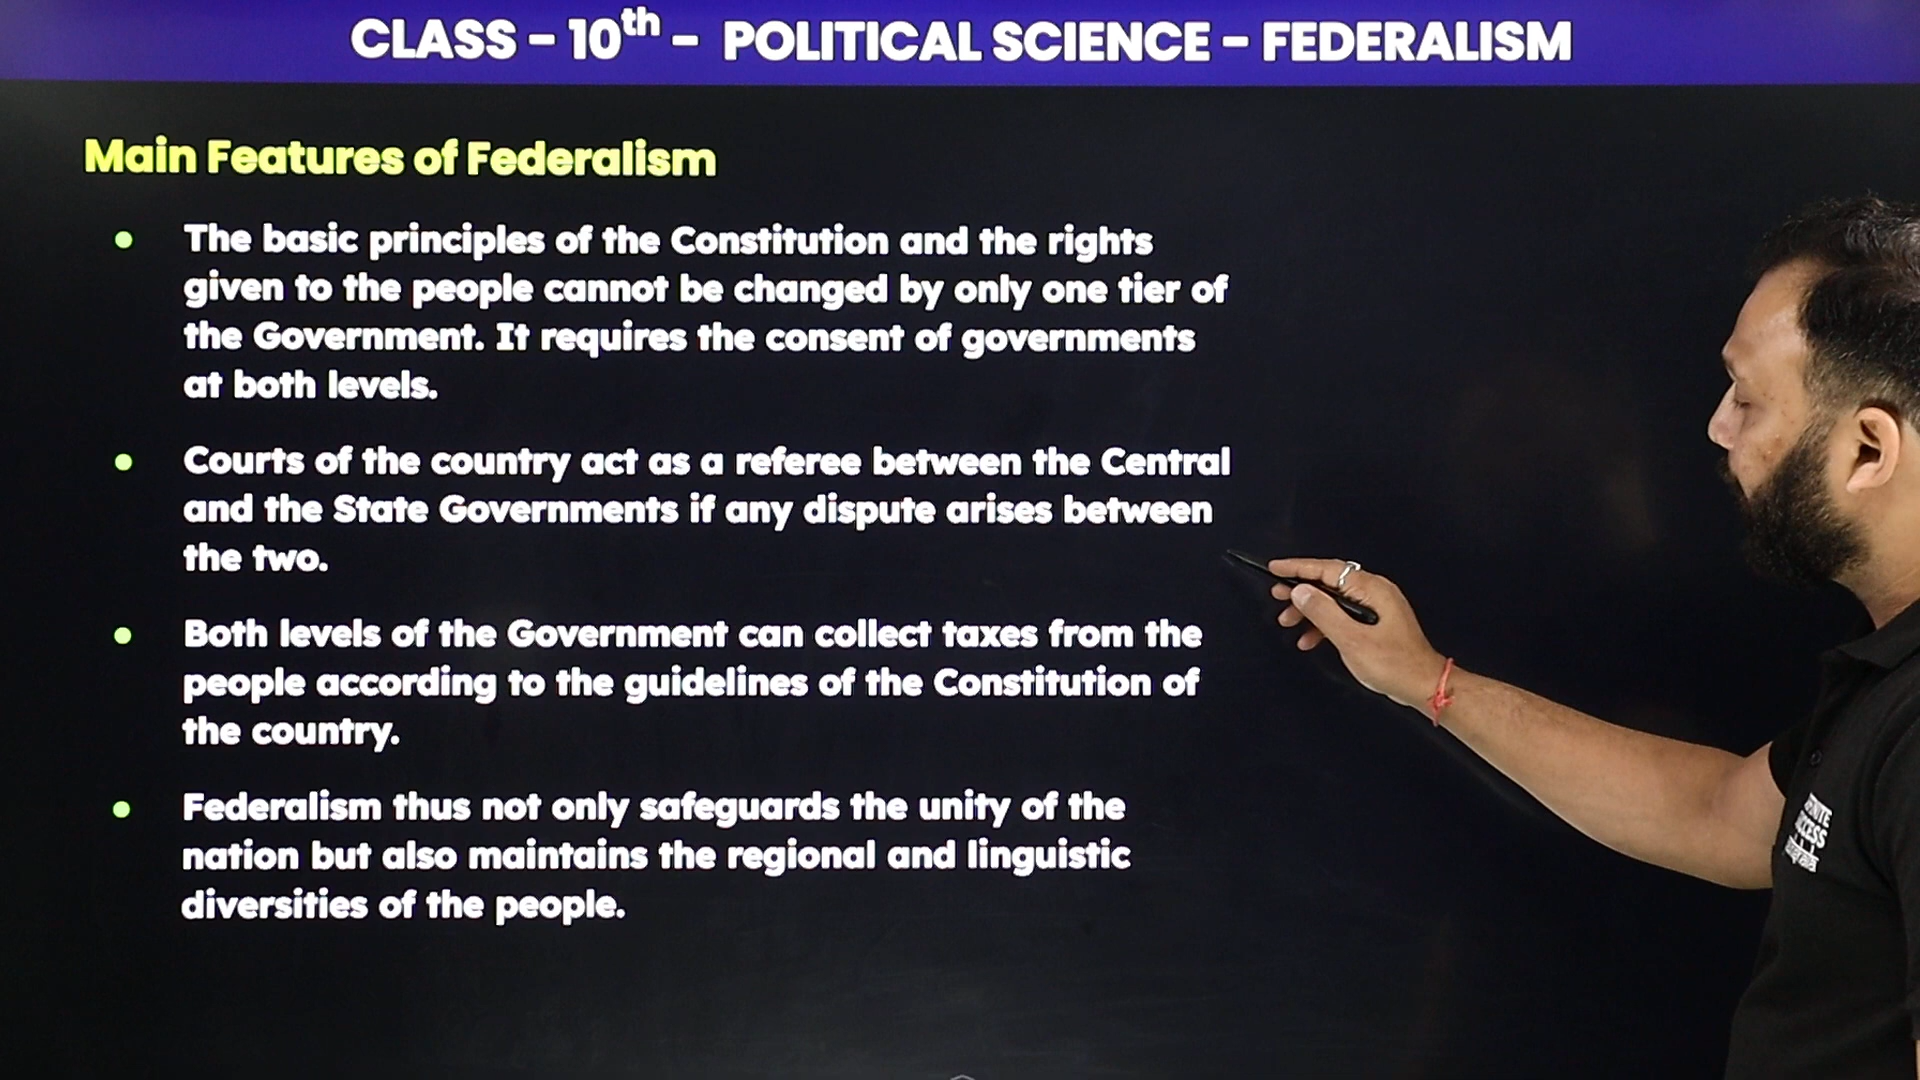 CLASS – 10th – POLITICAL SCIENCE – FEDERALISM
Main Features of Federalism
• The basic principles of the Constitution and the rights
given to the people cannot be changed by only one tier of
the Government. It requires the consent of governments
at both levels.
• Courts of the country act as a referee between the Central
and the State Governments if any dispute arises between
the two.
• Both levels of the Government can collect taxes from the
people according to the guidelines of the Constitution of
the country.
• Federalism thus not only safeguards the unity of the
nation but also maintains the regional and linguistic
diversities of the people.